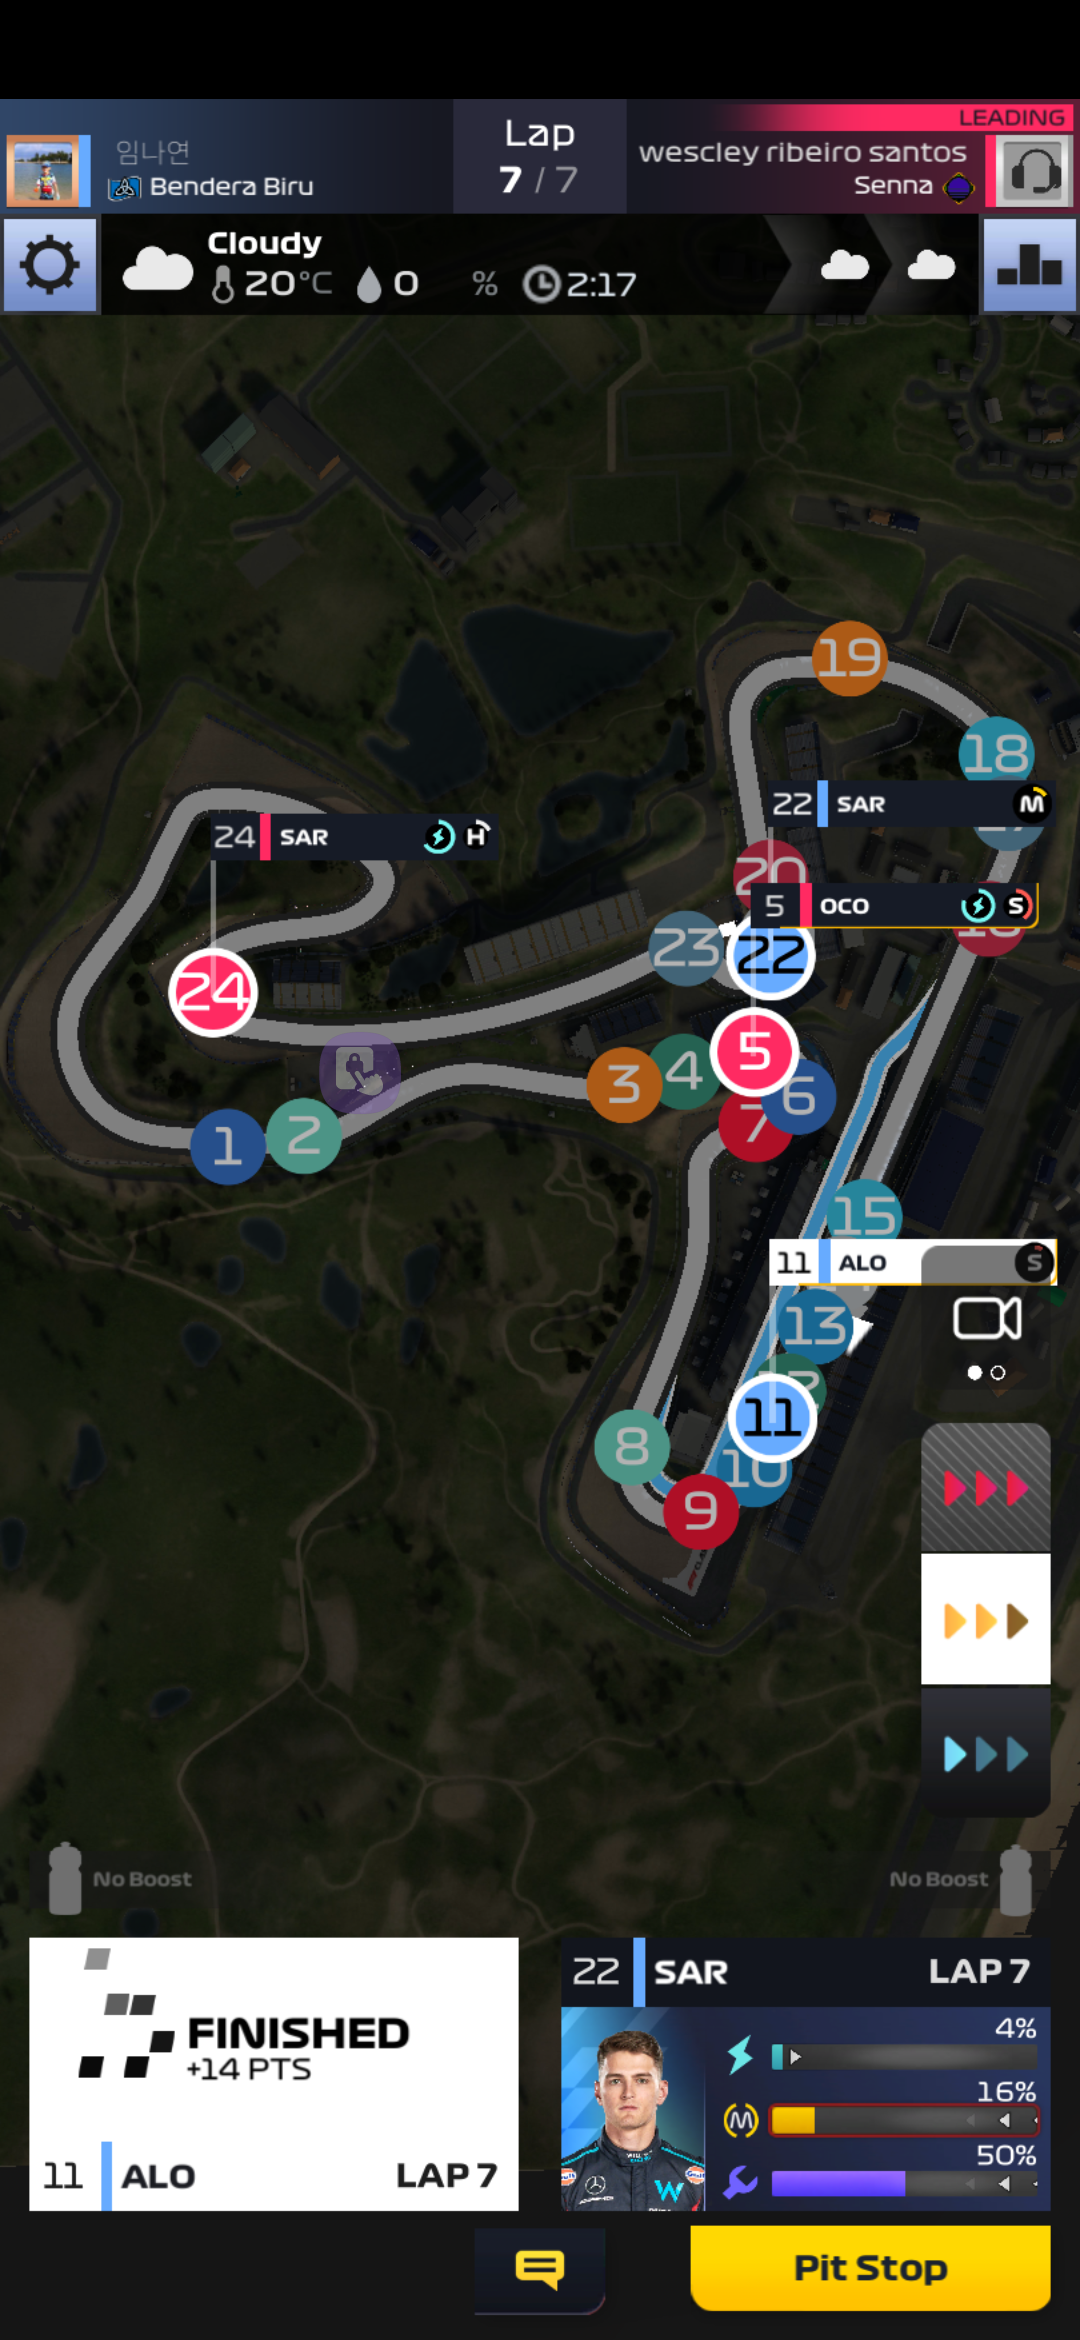 LEADING
임나연
Bendera Biru
Lap
7 / 7
wescley ribeiro santos
Senna
Cloudy
20°C
0 %
2:17
19
18
22 SAR M
24 SAR H
20
5 OCO S
23
22
24
5
3
4
6
7
1
2
15
11 ALO S
13
12
11
8
10
9
No Boost
No Boost
FINISHED
+14 PTS
11 ALO LAP 7
22 SAR LAP 7
4%
M
16%
50%
Pit Stop